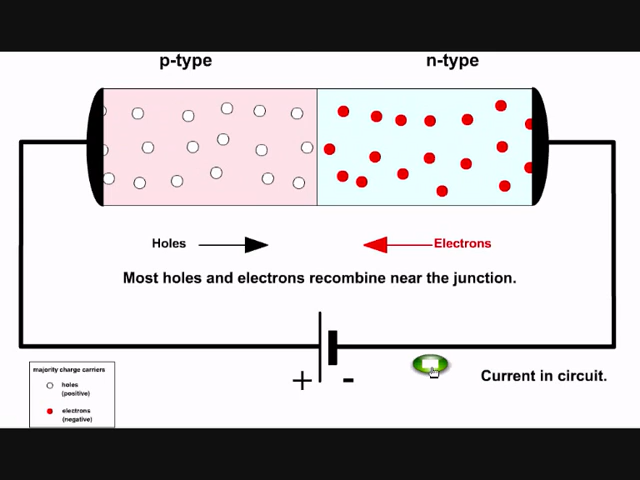 p-type
n-type
Holes
Electrons
Most holes and electrons recombine near the junction.
+ -
Current in circuit.
majority charge carriers
holes
(positive)
electrons
(negative)